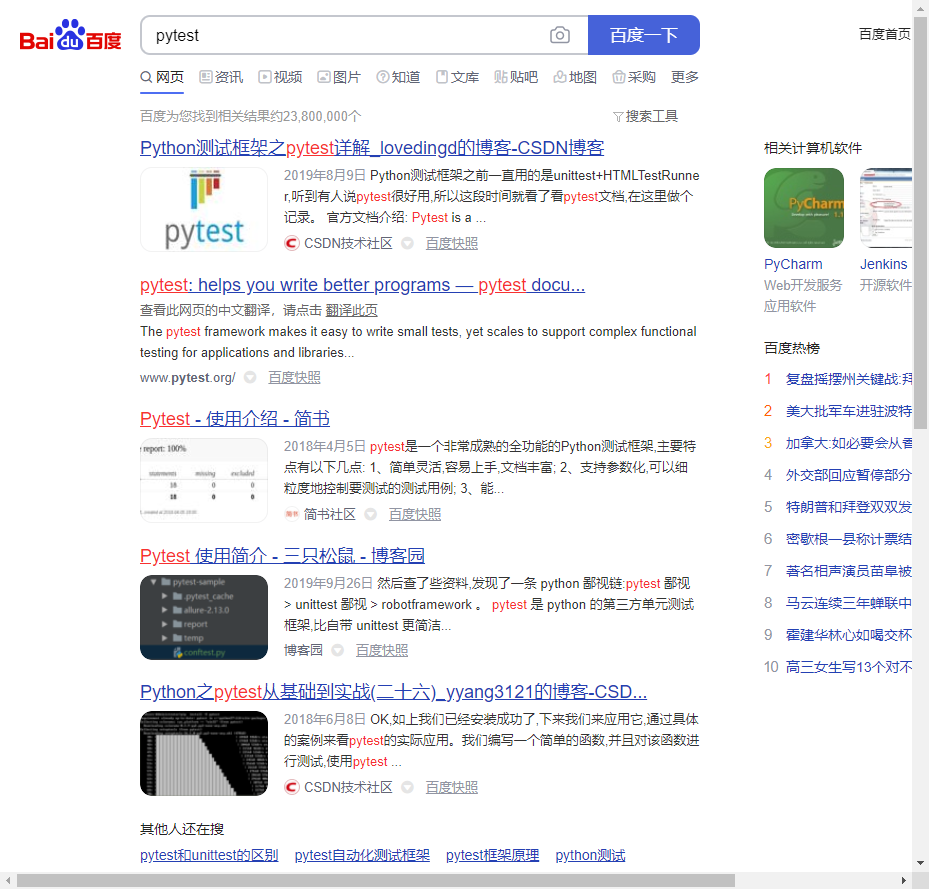 Bai du 百度
pytest
百度一下
百度首页
网页 资讯 视频 图片 知道 文库 贴吧 地图 采购 更多
百度为您找到相关结果约23,800,000个
搜索工具
Python测试框架之pytest详解_lovedingd的博客-CSDN博客
pytest
2019年8月9日 Python测试框架之前一直用的是unittest+HTMLTestRunne
r,听到有人说pytest很好用,所以这段时间就看了看pytest文档,在这里做个
记录。 官方文档介绍: Pytest is a ...
CSDN技术社区 百度快照
pytest: helps you write better programs — pytest docu...
查看此网页的中文翻译，请点击 翻译此页
The pytest framework makes it easy to write small tests, yet scales to support complex functional
testing for applications and libraries...
www.pytest.org/ 百度快照
Pytest - 使用介绍 - 简书
report: 100%
statements missing excluded
18 0 0
18 0 0
2018年4月5日 pytest是一个非常成熟的全功能的Python测试框架,主要特
点有以下几点: 1、简单灵活,容易上手,文档丰富; 2、支持参数化,可以细
粒度地控制要测试的测试用例; 3、能...
简书 简书社区 百度快照
Pytest 使用简介 - 三只松鼠 - 博客园
pytest-sample
.pytest_cache
allure-2.13.0
report
temp
conftest.py
2019年9月26日 然后查了些资料,发现了一条 python 鄙视链:pytest 鄙视
> unittest 鄙视 > robotframework 。 pytest 是 python 的第三方单元测试
框架,比自带 unittest 更简洁...
博客园 百度快照
Python之pytest从基础到实战(二十六)_yyang3121的博客-CSD...
2018年6月8日 OK,如上我们已经安装成功了,下来我们来应用它,通过具体
的案例来看pytest的实际应用。我们编写一个简单的函数,并且对该函数进
行测试,使用pytest ...
CSDN技术社区 百度快照
其他人还在搜
pytest和unittest的区别 pytest自动化测试框架 pytest框架原理 python测试
相关计算机软件
PyCharm
PyCharm Jenkins
Web开发服务 开源软件
应用软件
百度热榜
1 复盘摇摆州关键战:拜
2 美大批军车进驻波特
3 加拿大:如必要会从香
4 外交部回应暂停部分
5 特朗普和拜登双双发
6 密歇根一县称计票结
7 著名相声演员苗阜被
8 马云连续三年蝉联中
9 霍建华林心如喝交杯
10 高三女生写13个对不